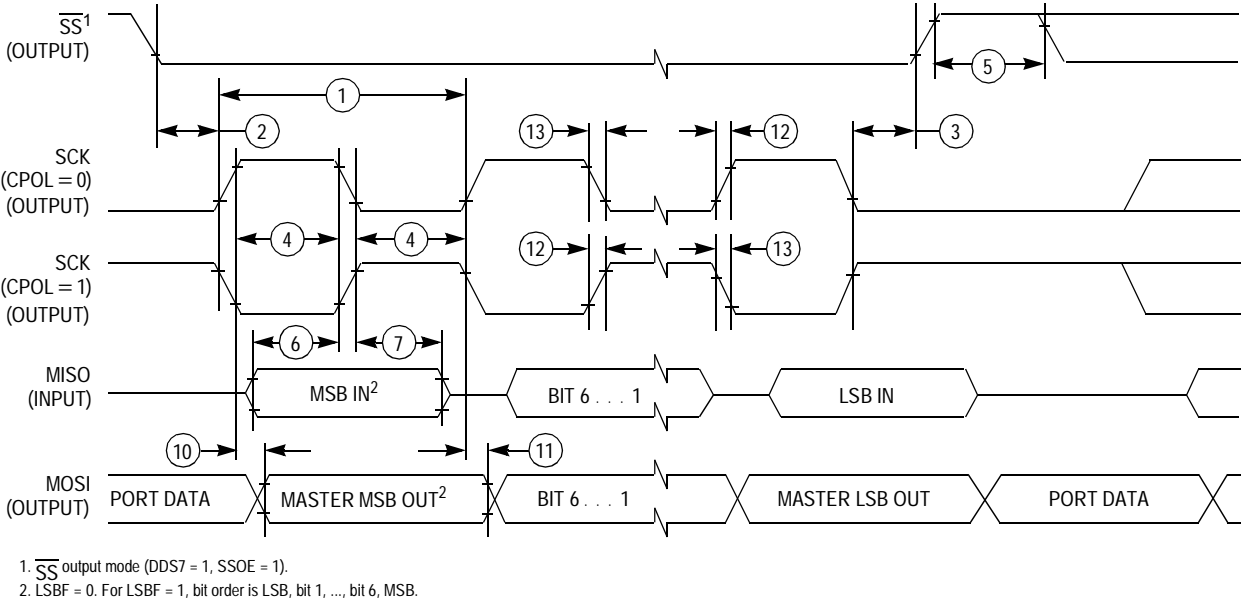 SS¹
(OUTPUT)
5
1
2
13
12
3
SCK
(CPOL = 0)
(OUTPUT)
4
4
12
13
SCK
(CPOL = 1)
(OUTPUT)
6
7
MISO
(INPUT)
MSB IN²
BIT 6 . . . 1
LSB IN
10
11
MOSI
(OUTPUT)
PORT DATA
MASTER MSB OUT²
BIT 6 . . . 1
MASTER LSB OUT
PORT DATA
1. SS output mode (DDS7 = 1, SSOE = 1).
2. LSBF = 0. For LSBF = 1, bit order is LSB, bit 1, ..., bit 6, MSB.